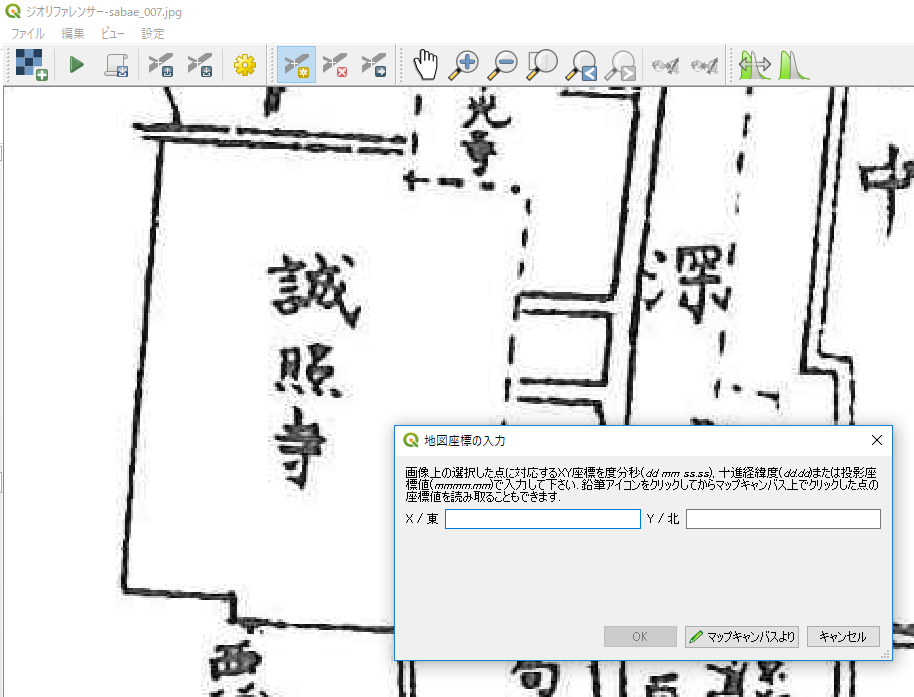 ジオリファレンサー-sabae_007.jpg
ファイル 編集 ビュー 設定
光
寺
誠
照
寺
深
中
地図座標の入力
画像上の選択した点に対応するXY座標を度分秒(dd mm ss.ss), 十進経緯度(dd.dd)または投影座
標値(mmmm.mm)で入力して下さい. 鉛筆アイコンをクリックしてからマップキャンバス上でクリックした点の
座標値を読み取ることもできます.
X / 東 Y / 北
OK マップキャンバスより キャンセル
西